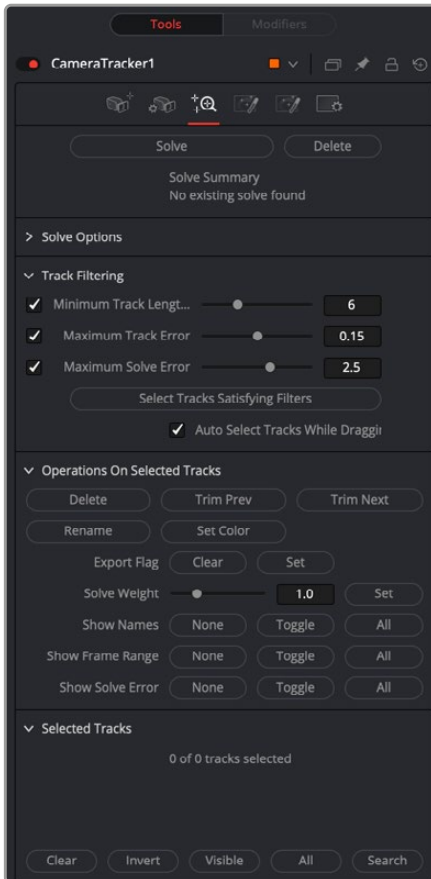 Tools Modifiers
CameraTracker1
Solve Delete
Solve Summary
No existing solve found
Solve Options
Track Filtering
Minimum Track Lengt... 6
Maximum Track Error 0.15
Maximum Solve Error 2.5
Select Tracks Satisfying Filters
Auto Select Tracks While Draggir
Operations On Selected Tracks
Delete Trim Prev Trim Next
Rename Set Color
Export Flag Clear Set
Solve Weight 1.0 Set
Show Names None Toggle All
Show Frame Range None Toggle All
Show Solve Error None Toggle All
Selected Tracks
0 of 0 tracks selected
Clear Invert Visible All Search